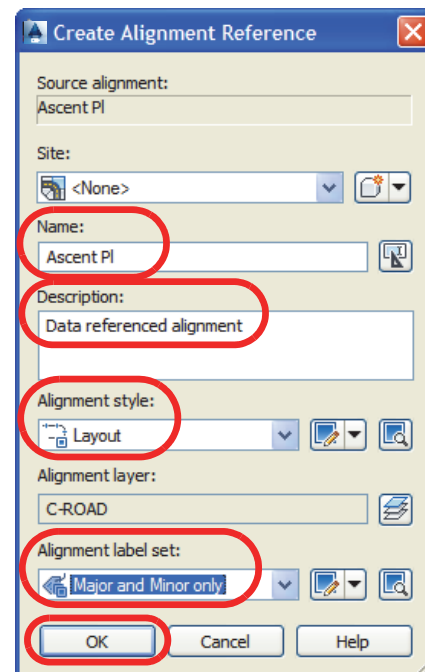 Create Alignment Reference
Source alignment:
Ascent Pl
Site:
<None>
Name:
Ascent Pl
Description:
Data referenced alignment
Alignment style:
Layout
Alignment layer:
C-ROAD
Alignment label set:
Major and Minor only
OK Cancel Help